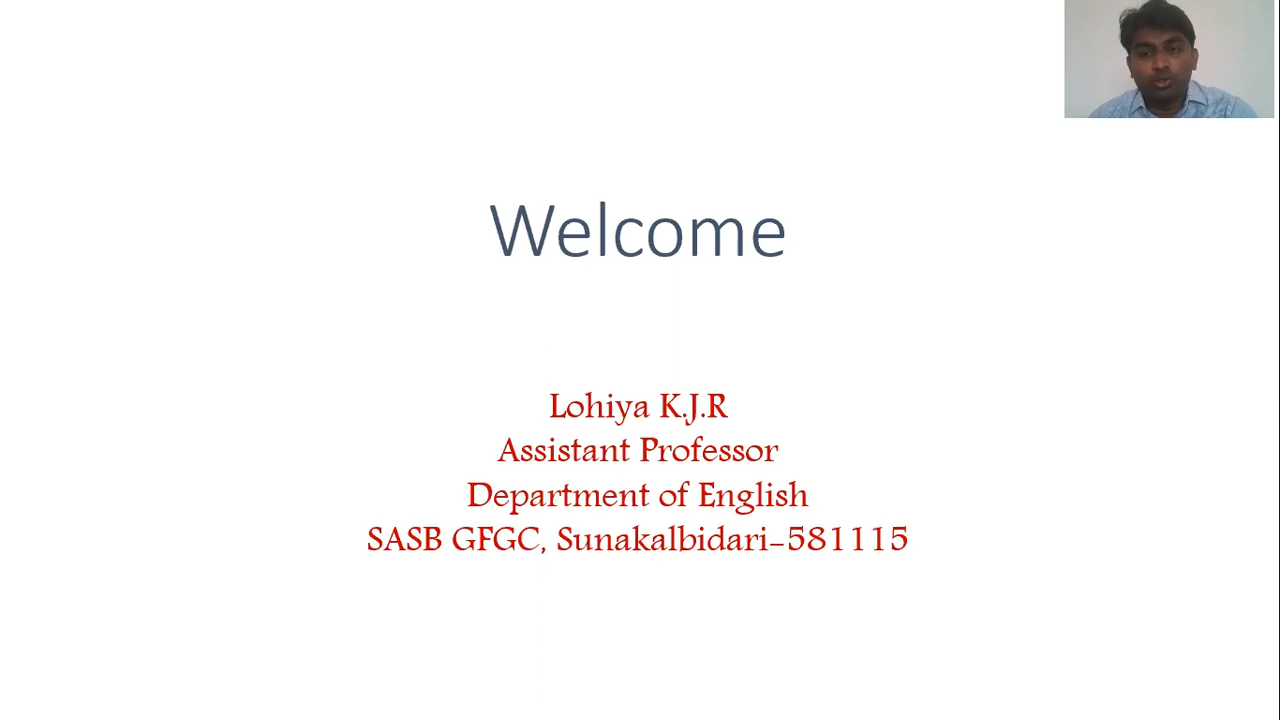 Welcome
Lohiya K.J.R
Assistant Professor
Department of English
SASB GFGC, Sunakalbidari-581115